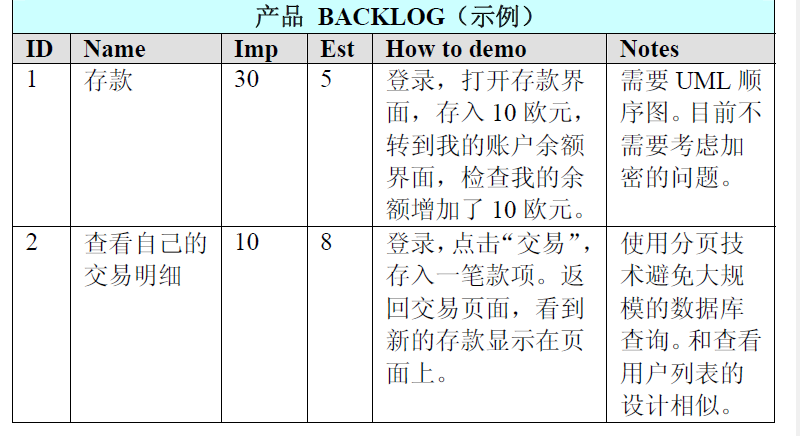 产品 BACKLOG（示例）
ID Name Imp Est How to demo Notes
1 存款 30 5 登录，打开存款界 需要 UML 顺
面，存入 10 欧元， 序图。目前不
转到我的账户余额 需要考虑加
界面，检查我的余 密的问题。
额增加了 10 欧元。
2 查看自己的 10 8 登录，点击“交易”， 使用分页技
交易明细 存入一笔款项。返 术避免大规
回交易页面，看到 模的数据库
新的存款显示在页 查询。和查看
面上。 用户列表的
设计相似。